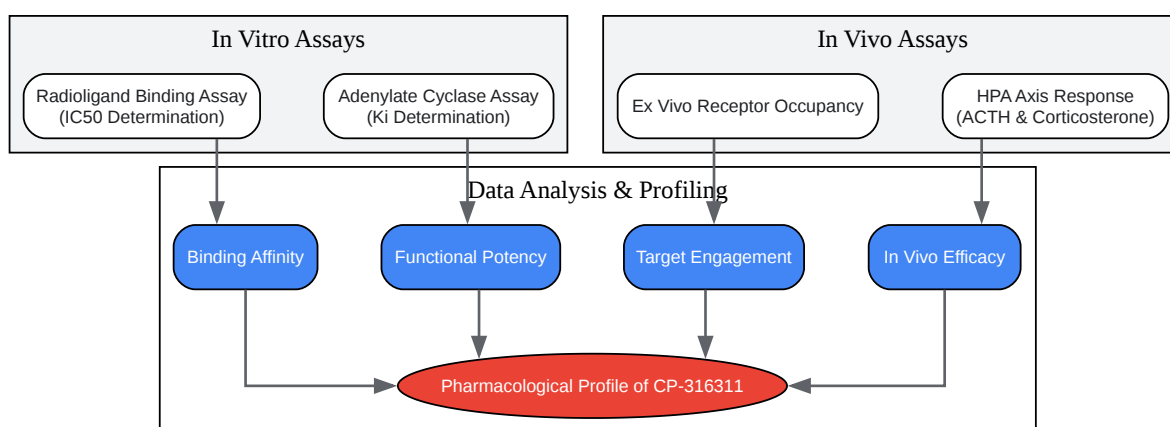 In Vitro Assays
In Vivo Assays
Radioligand Binding Assay
(IC50 Determination)
Adenylate Cyclase Assay
(Ki Determination)
Ex Vivo Receptor Occupancy
HPA Axis Response
(ACTH & Corticosterone)
Data Analysis & Profiling
Binding Affinity
Functional Potency
Target Engagement
In Vivo Efficacy
Pharmacological Profile of CP-316311